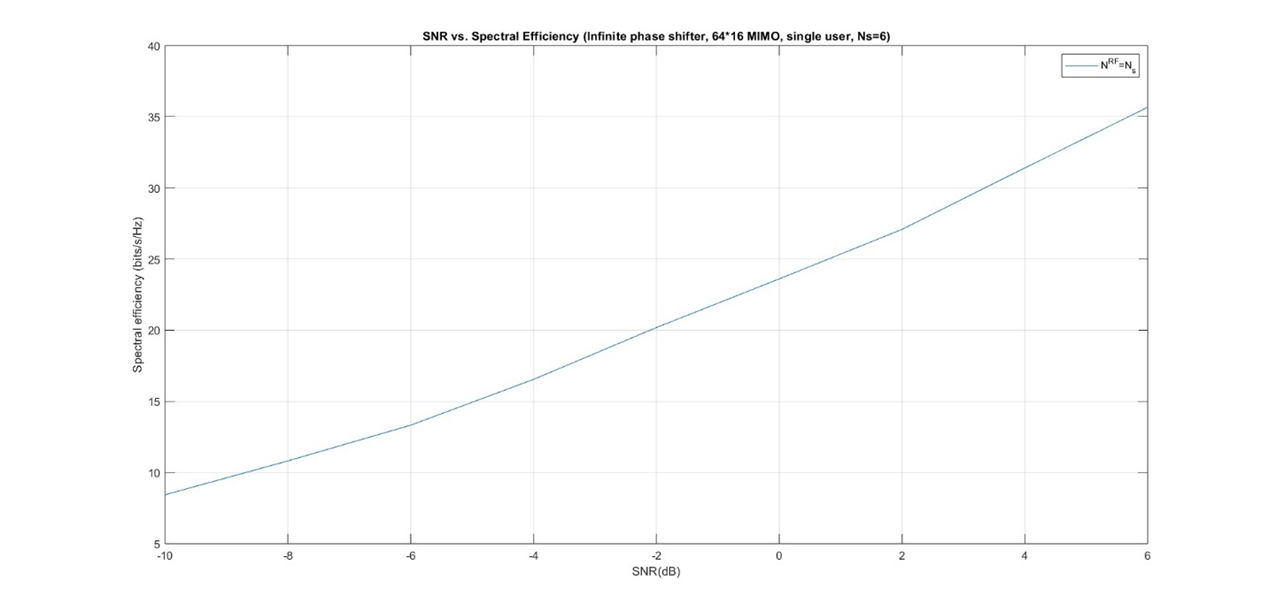 SNR vs. Spectral Efficiency (Infinite phase shifter, 64*16 MIMO, single user, Ns=6)
N^RF=N_s
40
35
30
25
20
15
10
5
Spectral efficiency (bits/s/Hz)
-10 -8 -6 -4 -2 0 2 4 6
SNR(dB)